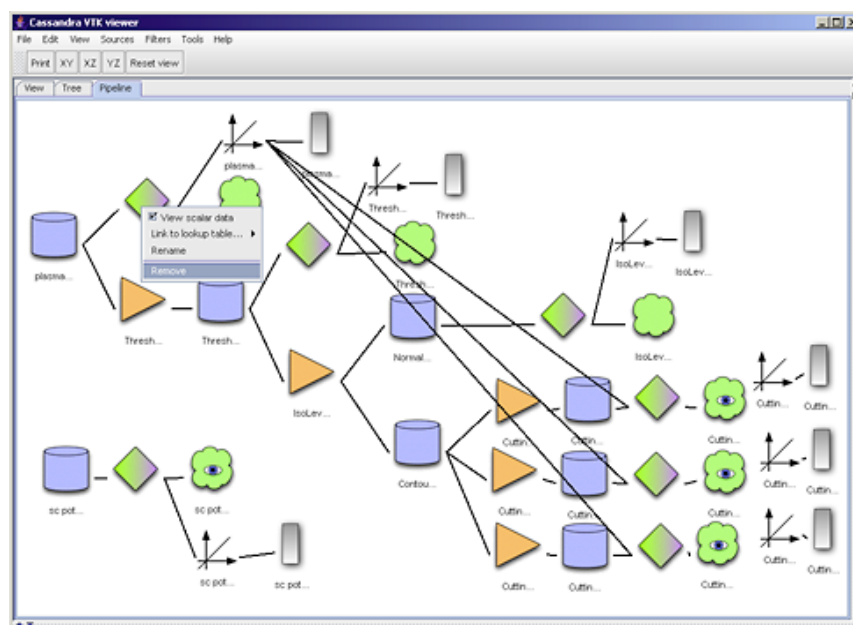 Cassandra VTK viewer
File Edit View Sources Filters Tools Help
Print XY XZ YZ Reset view
View Tree Pipeline
plasma...
plasma...
Thresh...
Thresh...
View scalar data
Link to lookup table...
Rename
Remove
plasma...
IsoLev...
IsoLev...
Thresh...
Thresh...
Thresh...
Normal...
IsoLev...
IsoLev...
Cuttin...
Cuttin...
Cuttin...
Cuttin...
Cuttin...
Contou...
Cuttin...
Cuttin...
Cuttin...
Cuttin...
Cuttin...
sc pot...
sc pot...
Cuttin...
Cuttin...
Cuttin...
Cuttin...
Cuttin...
sc pot...
sc pot...